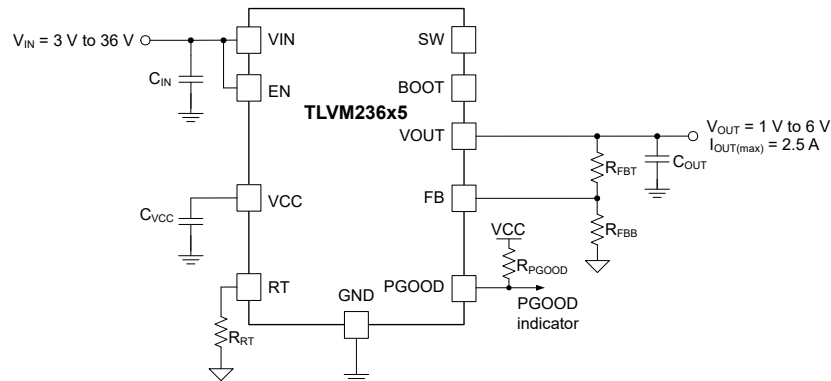 V_IN = 3 V to 36 V
VIN
SW
C_IN
EN
BOOT
TLVM236x5
VOUT
V_OUT = 1 V to 6 V
I_OUT(max) = 2.5 A
R_FBT
C_OUT
C_VCC
VCC
FB
R_FBB
VCC
R_PGOOD
RT
GND
PGOOD
PGOOD
indicator
R_RT